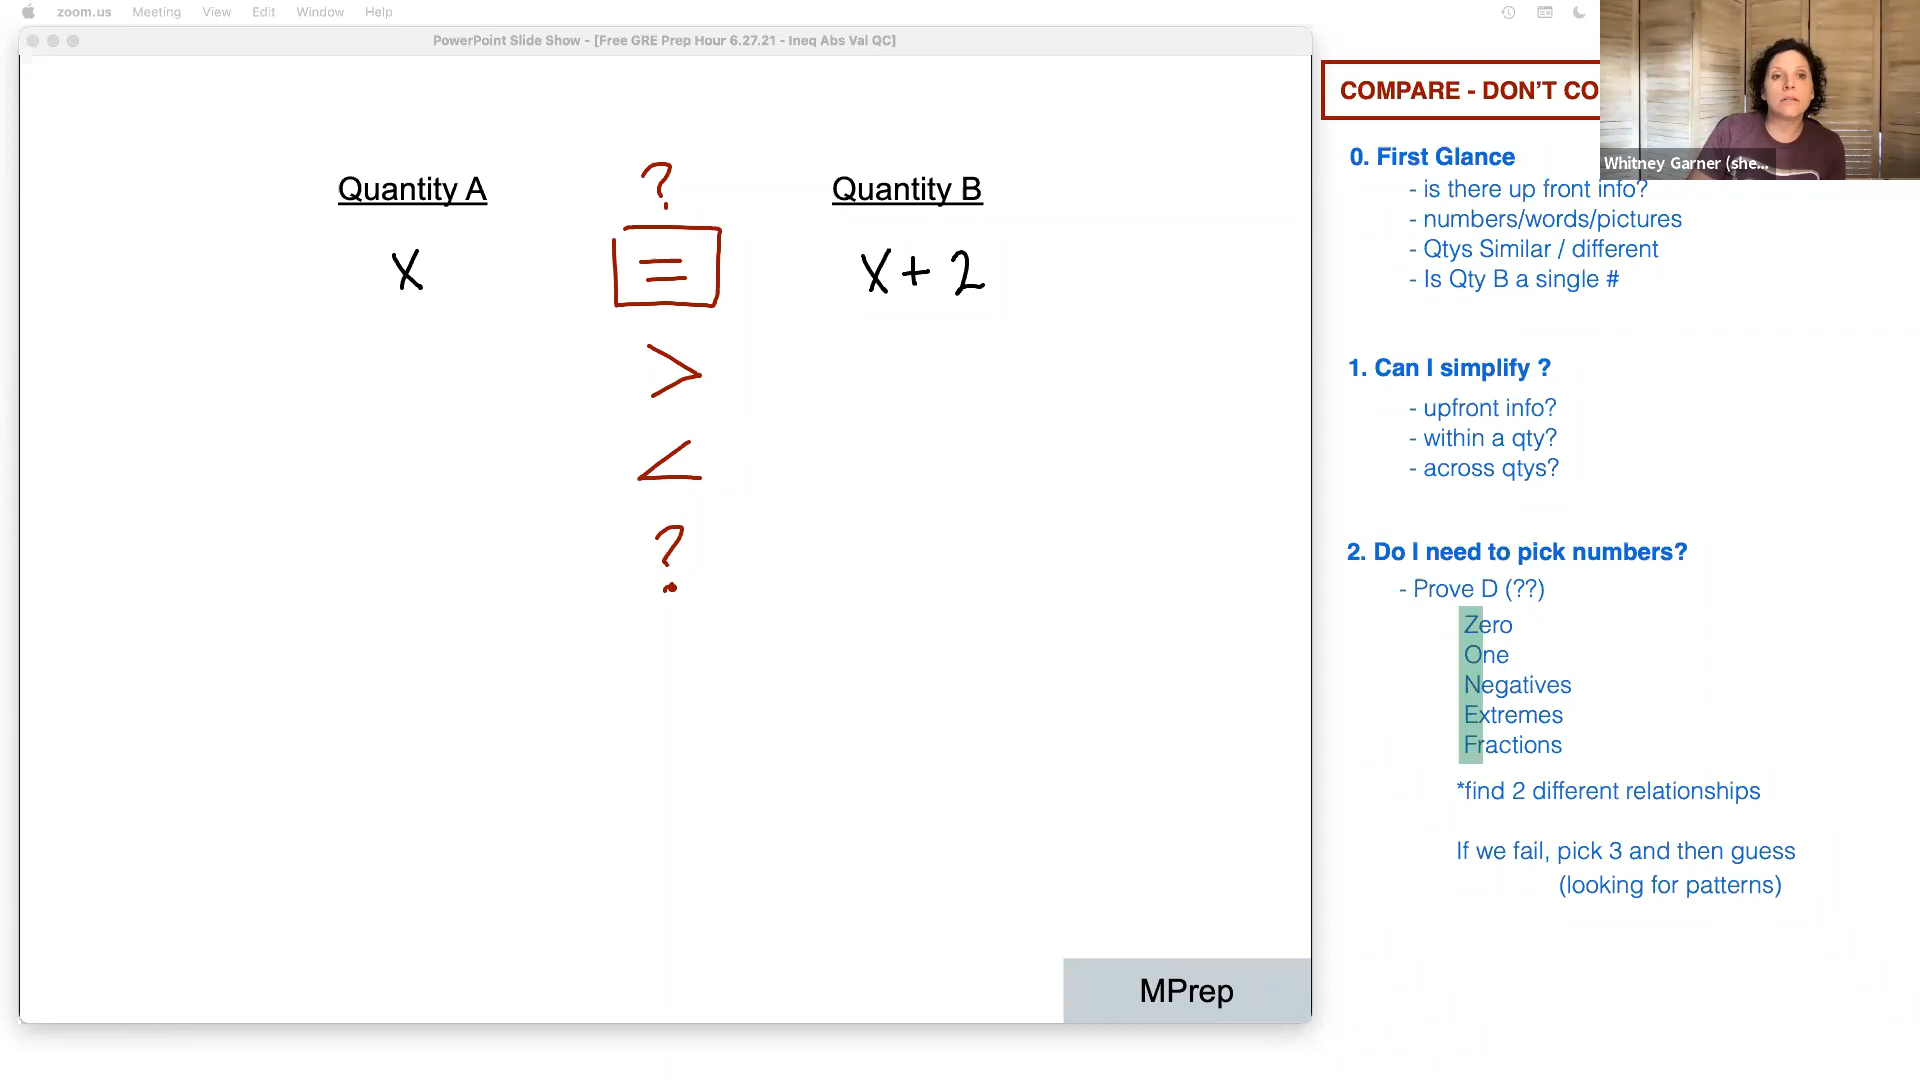 zoom.us Meeting View Edit Window Help
PowerPoint Slide Show - [Free GRE Prep Hour 6.27.21 - Ineq Abs Val QC]
Quantity A ? Quantity B
X = X + 2
>
<
?
MPrep
COMPARE - DON'T CO
Whitney Garner (she...
0. First Glance
- is there up front info?
- numbers/words/pictures
- Qtys Similar / different
- Is Qty B a single #
1. Can I simplify ?
- upfront info?
- within a qty?
- across qtys?
2. Do I need to pick numbers?
- Prove D (??)
Zero
One
Negatives
Extremes
Fractions
*find 2 different relationships
If we fail, pick 3 and then guess
(looking for patterns)